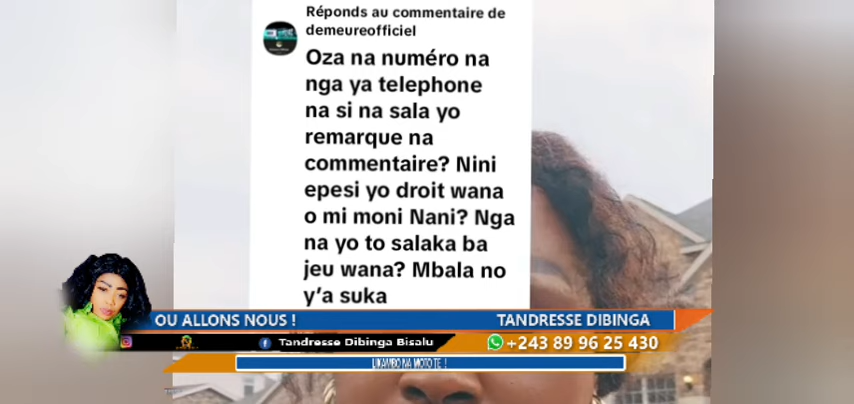 Réponds au commentaire de
demeureofficiel
Oza na numéro na
nga ya telephone
na si na sala yo
remarque na
commentaire? Nini
epesi yo droit wana
o mi moni Nani? Nga
na yo to salaka ba
jeu wana? Mbala no
y'a suka
OU ALLONS NOUS !
TANDRESSE DIBINGA
Tandresse Dibinga Bisalu
+243 89 96 25 430
LIKAMBO NA MOTO TE !